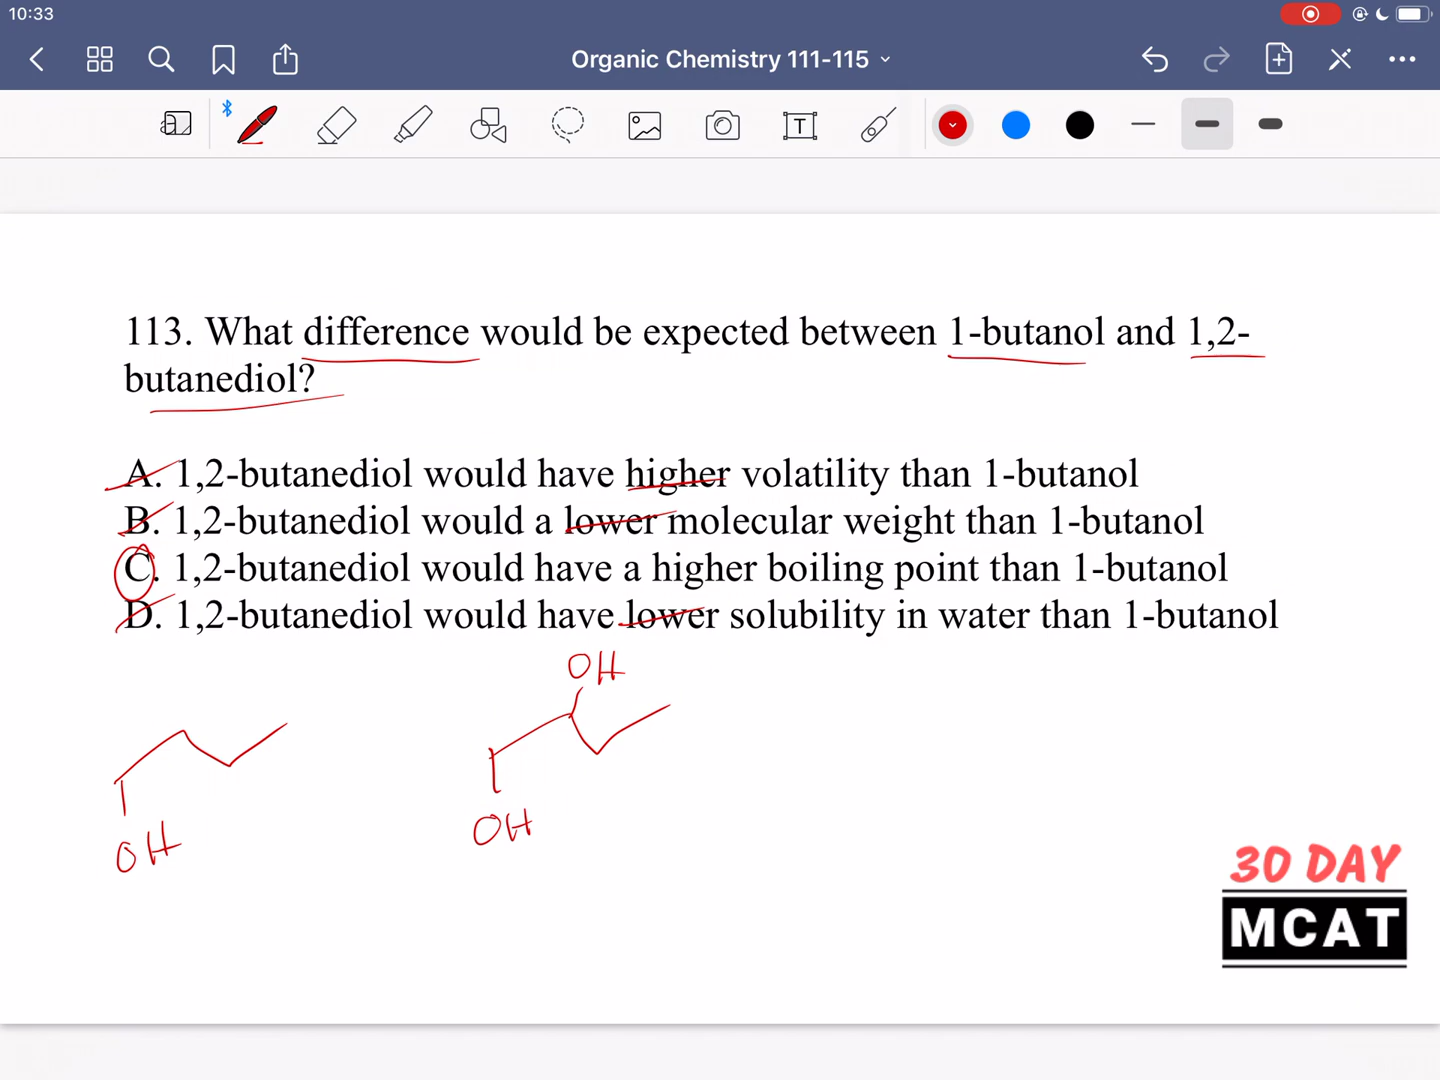 10:33
Organic Chemistry 111-115
113. What difference would be expected between 1-butanol and 1,2-
butanediol?
A. 1,2-butanediol would have higher volatility than 1-butanol
B. 1,2-butanediol would a lower molecular weight than 1-butanol
C. 1,2-butanediol would have a higher boiling point than 1-butanol
D. 1,2-butanediol would have lower solubility in water than 1-butanol
OH
OH
OH
30 DAY
MCAT